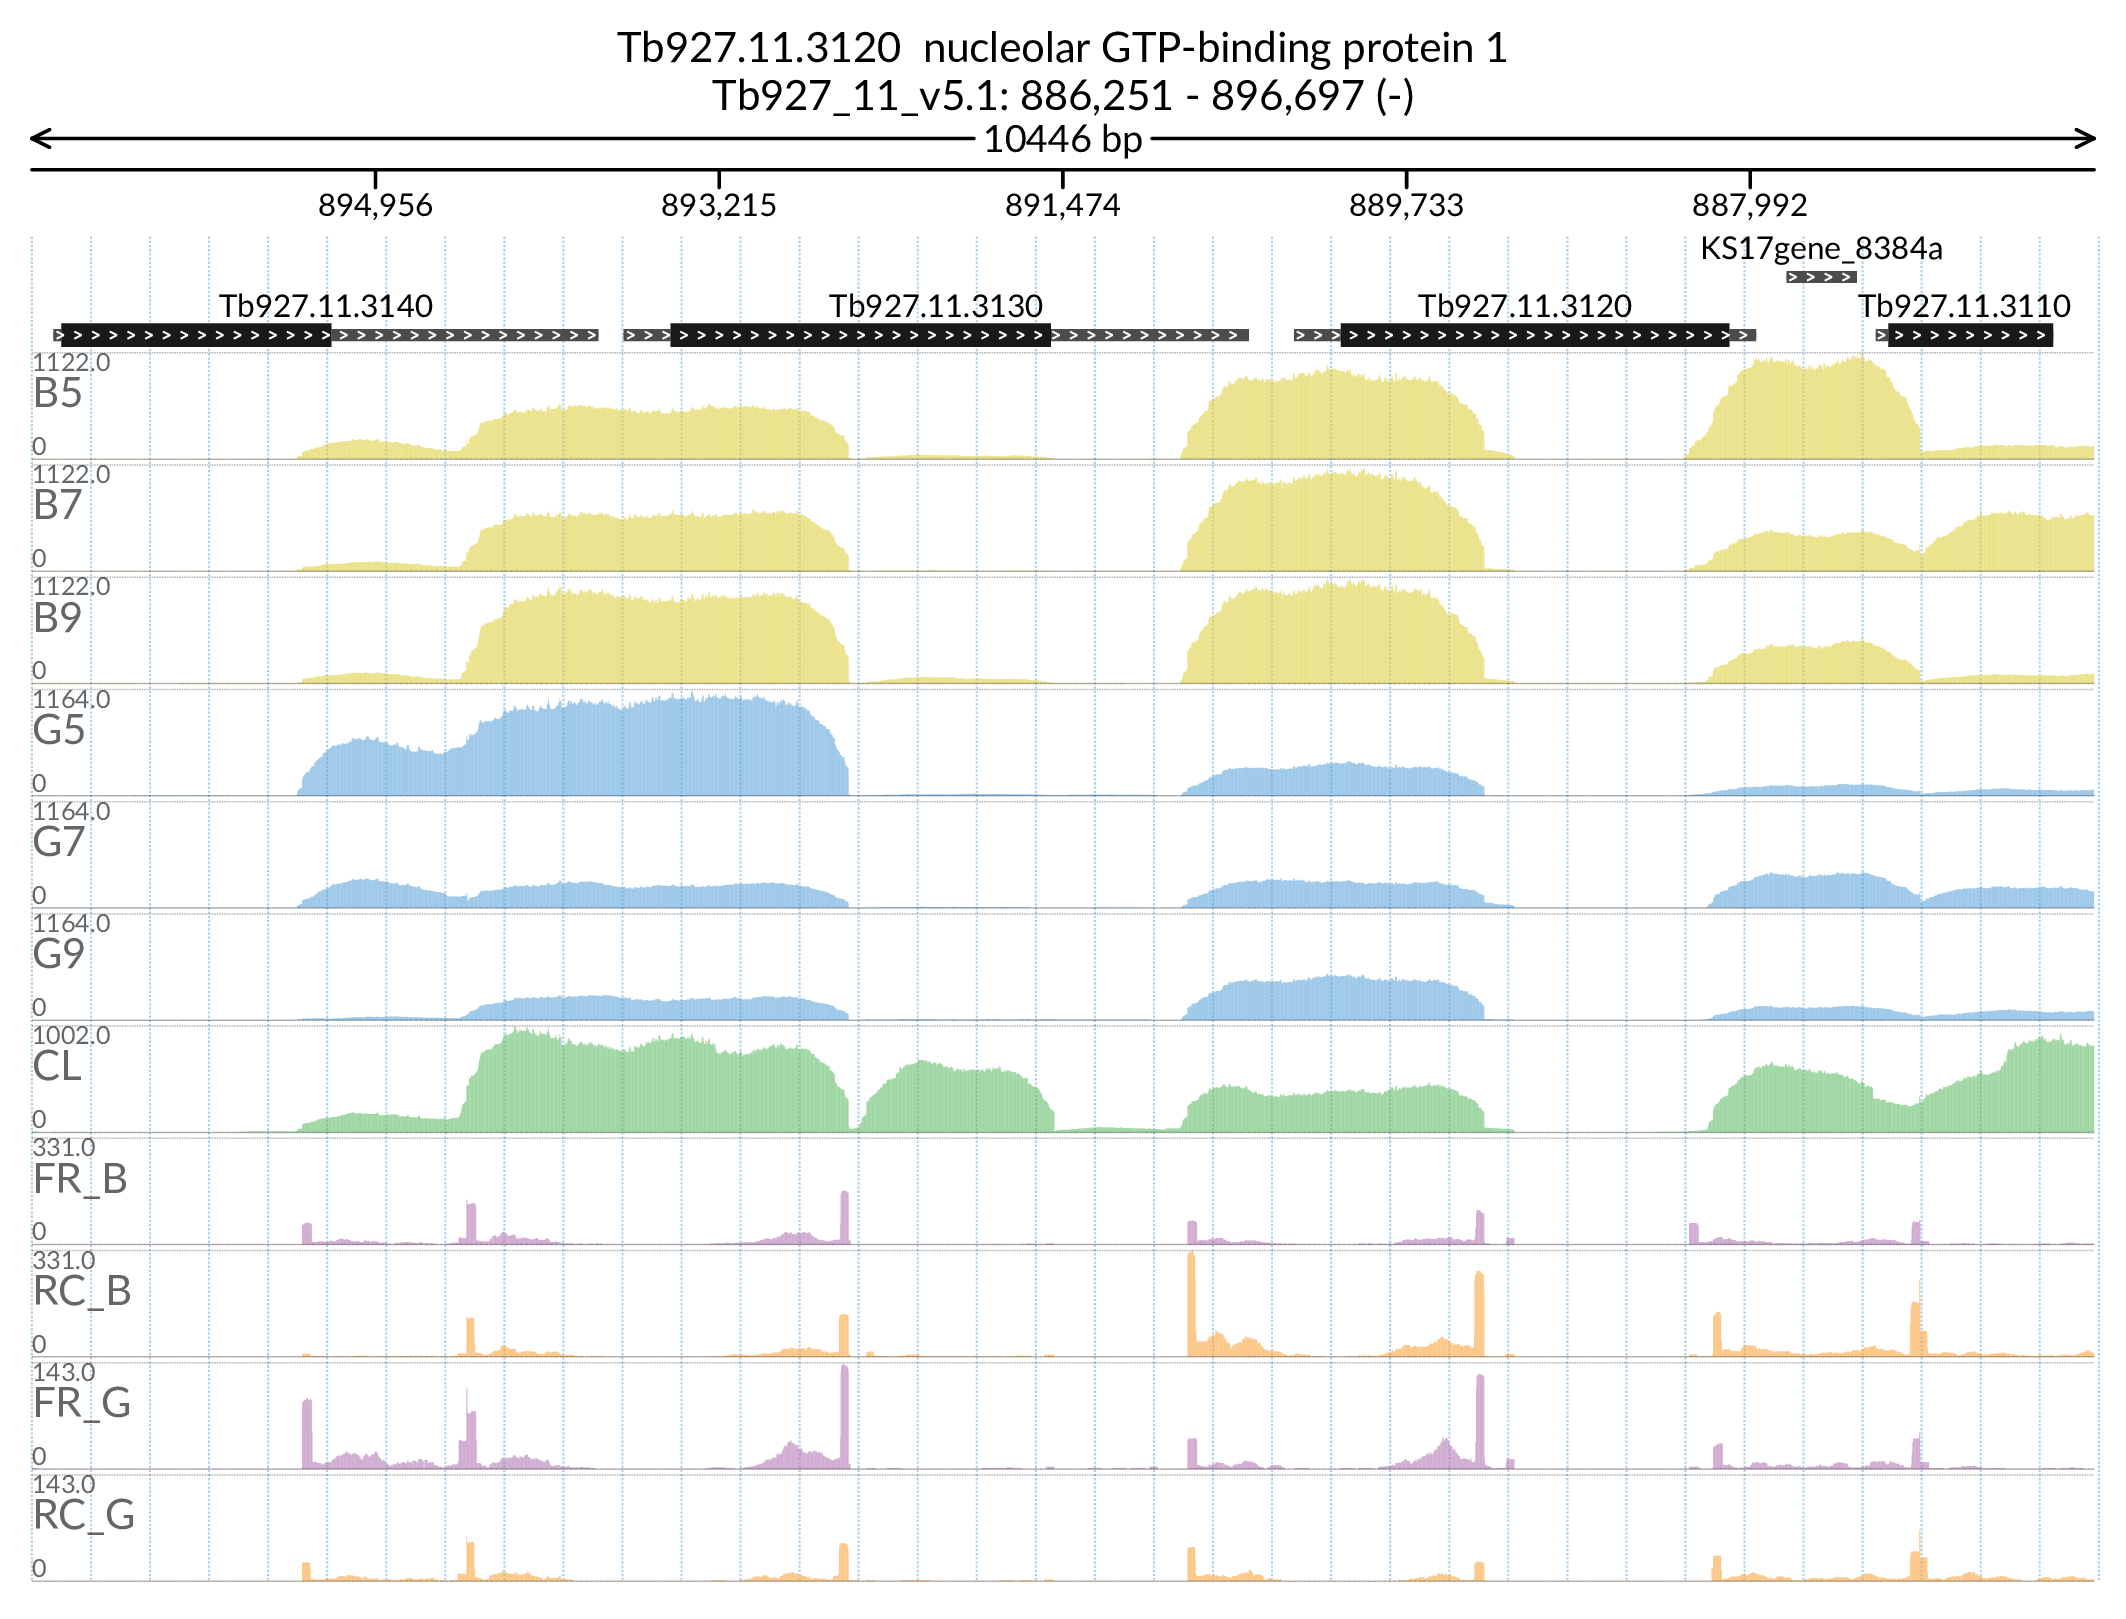 Tb927.11.3120 nucleolar GTP-binding protein 1
Tb927_11_v5.1: 886,251 - 896,697 (-)
10446 bp
894,956 893,215 891,474 889,733 887,992
KS17gene_8384a
Tb927.11.3140 Tb927.11.3130 Tb927.11.3120 Tb927.11.3110
1122.0
B5
0
1122.0
B7
0
1122.0
B9
0
1164.0
G5
0
1164.0
G7
0
1164.0
G9
0
1002.0
CL
0
331.0
FR_B
0
331.0
RC_B
0
143.0
FR_G
0
143.0
RC_G
0